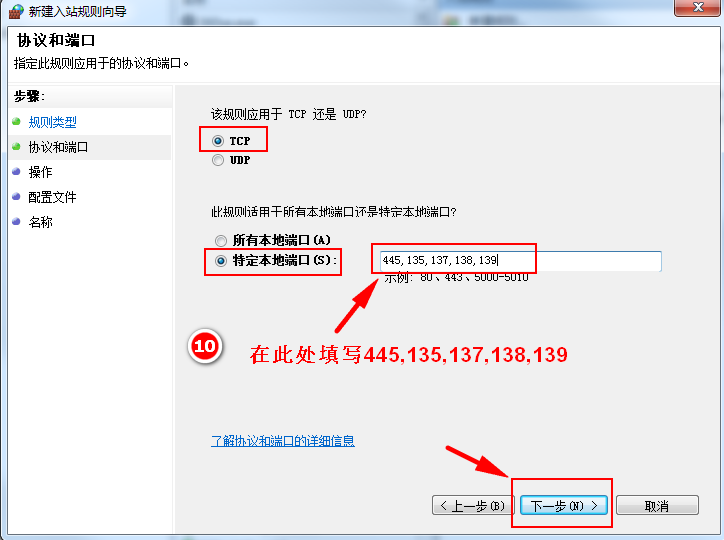 新建入站规则向导
协议和端口
指定此规则应用于的协议和端口。
步骤:
规则类型
协议和端口
操作
配置文件
名称
该规则应用于 TCP 还是 UDP?
TCP
UDP
此规则适用于所有本地端口还是特定本地端口?
所有本地端口(A)
特定本地端口(S): 445,135,137,138,139
示例: 80、443、5000-5010
10 在此处填写445,135,137,138,139
了解协议和端口的详细信息
< 上一步(B) 下一步(N) > 取消